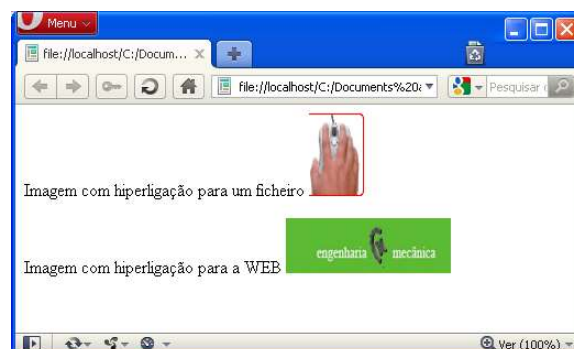 Menu
file://localhost/C:/Docum...
file://localhost/C:/Documents%20a
Pesquisar
Imagem com hiperligação para um ficheiro
engenharia mecânica
Imagem com hiperligação para a WEB
Ver (100%)